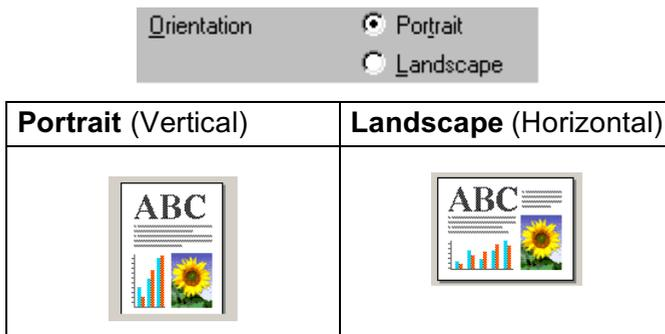 Orientation Portrait
Landscape
Portrait (Vertical) Landscape (Horizontal)
ABC ABC